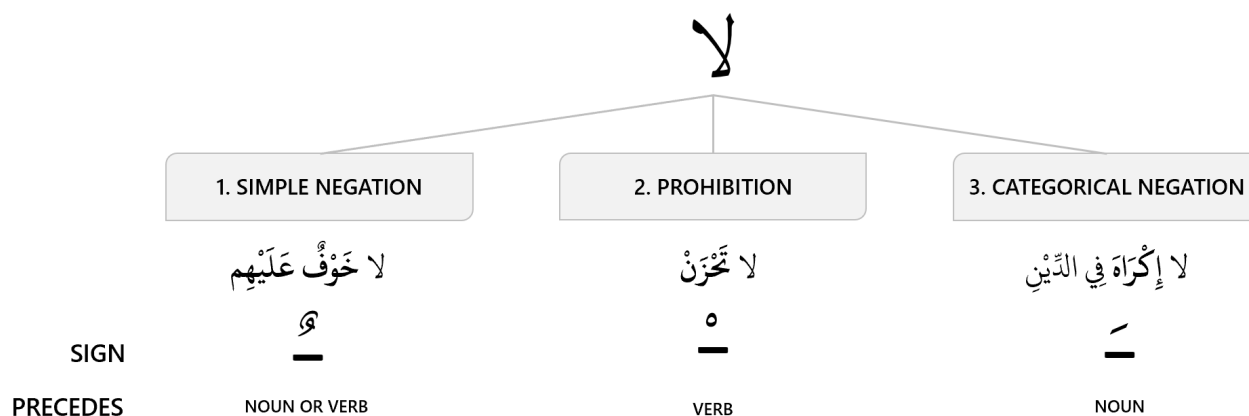 لا
1. SIMPLE NEGATION
2. PROHIBITION
3. CATEGORICAL NEGATION
لا خَوْفٌ عَلَيْهِم
لا تَحْزَنْ
لا إِكْرَاهَ فِي الدِّيْنِ
SIGN ـٌ ـْ ـَ
PRECEDES NOUN OR VERB VERB NOUN